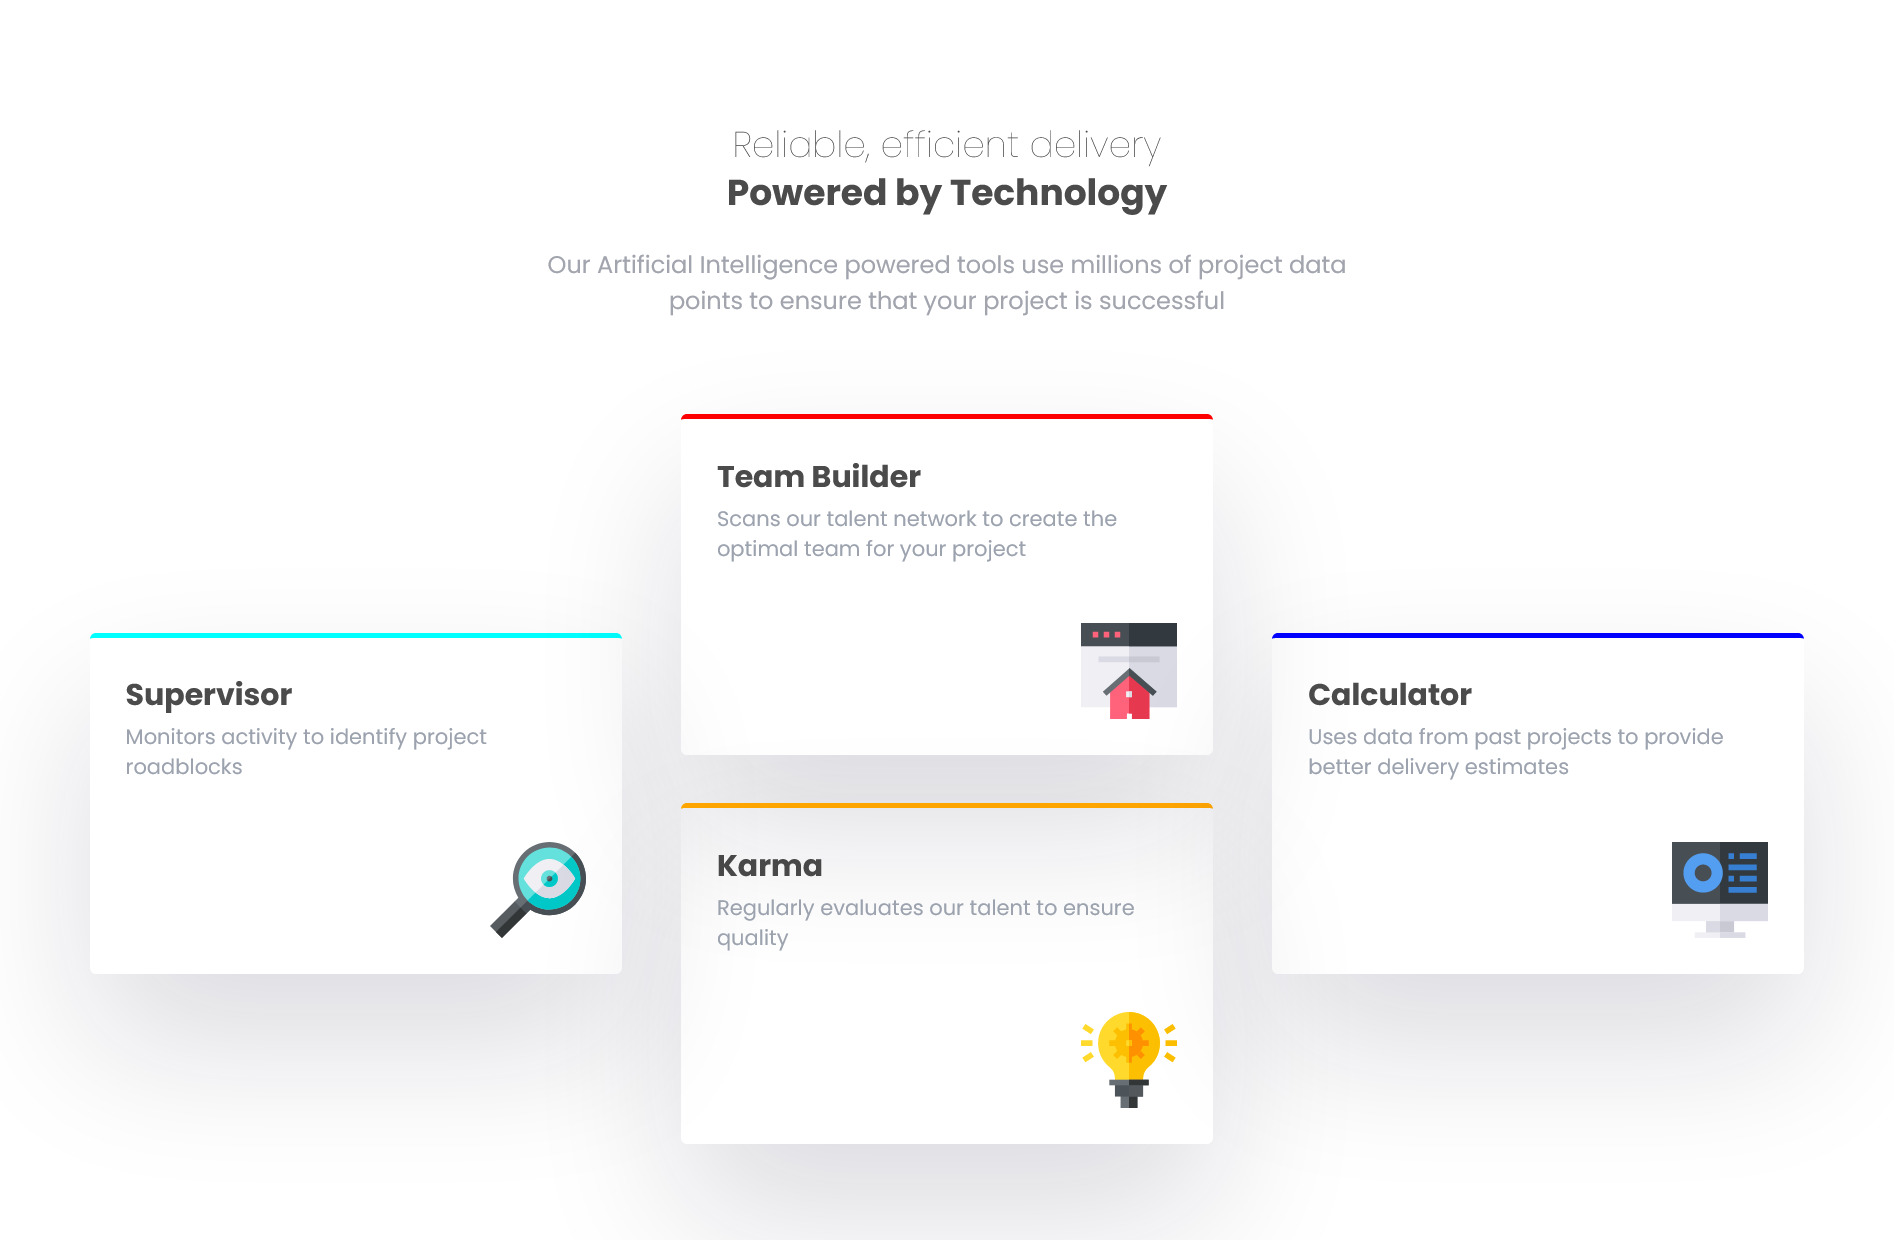 Reliable, efficient delivery
Powered by Technology
Our Artificial Intelligence powered tools use millions of project data
points to ensure that your project is successful
Team Builder
Scans our talent network to create the
optimal team for your project
Supervisor
Monitors activity to identify project
roadblocks
Calculator
Uses data from past projects to provide
better delivery estimates
Karma
Regularly evaluates our talent to ensure
quality